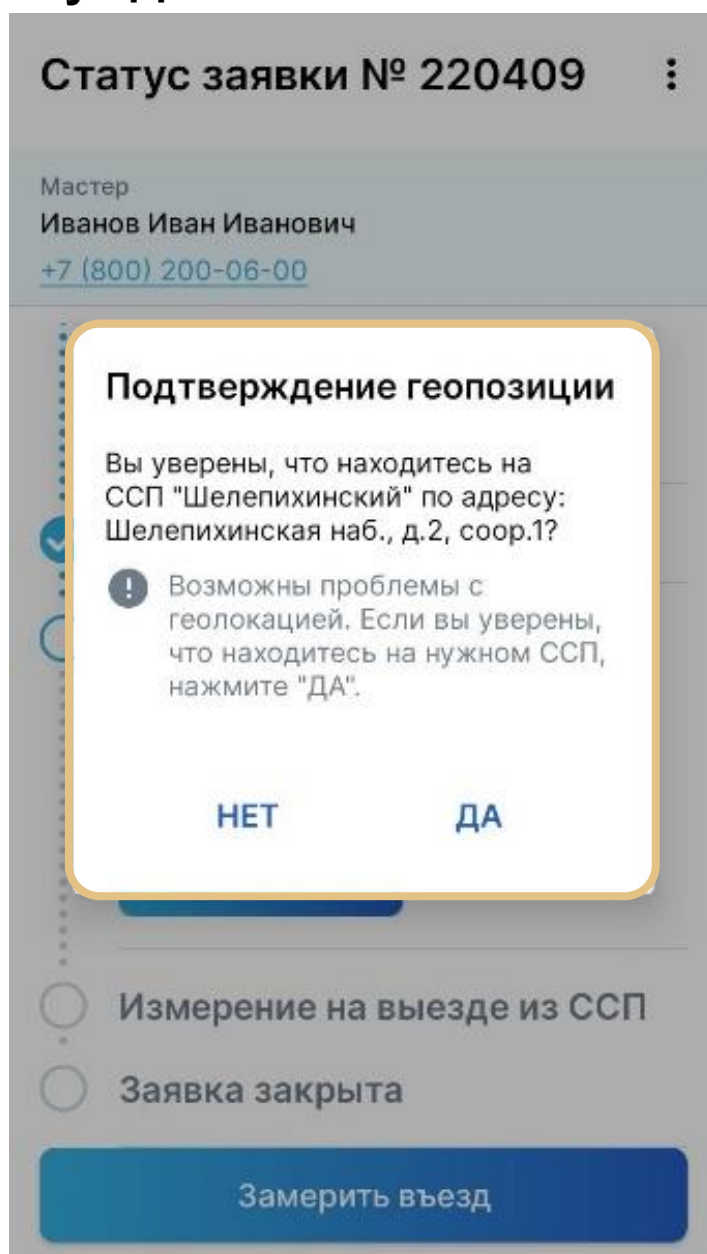 Статус заявки № 220409
Мастер
Иванов Иван Иванович
+7 (800) 200-06-00
Подтверждение геопозиции
Вы уверены, что находитесь на
ССП "Шелепихинский" по адресу:
Шелепихинская наб., д.2, соор.1?
Возможны проблемы с
геолокацией. Если вы уверены,
что находитесь на нужном ССП,
нажмите "ДА".
НЕТ ДА
Измерение на выезде из ССП
Заявка закрыта
Замерить въезд